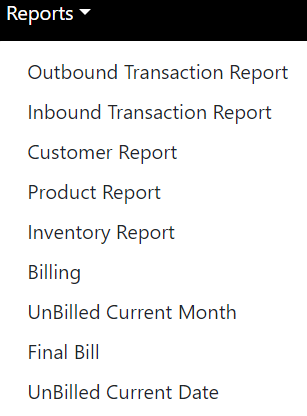 Reports
Outbound Transaction Report
Inbound Transaction Report
Customer Report
Product Report
Inventory Report
Billing
UnBilled Current Month
Final Bill
UnBilled Current Date